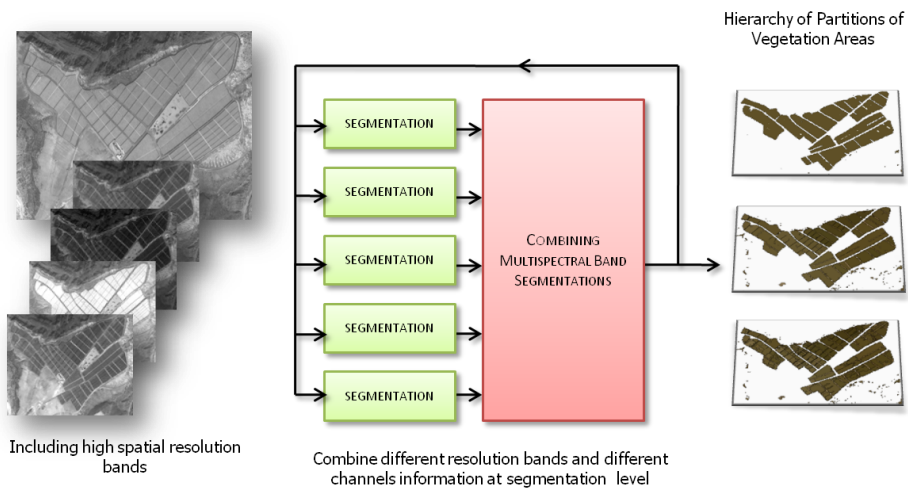 Hierarchy of Partitions of
Vegetation Areas
SEGMENTATION
SEGMENTATION
SEGMENTATION
SEGMENTATION
SEGMENTATION
COMBINING
MULTISPECTRAL BAND
SEGMENTATIONS
Including high spatial resolution
bands
Combine different resolution bands and different
channels information at segmentation level